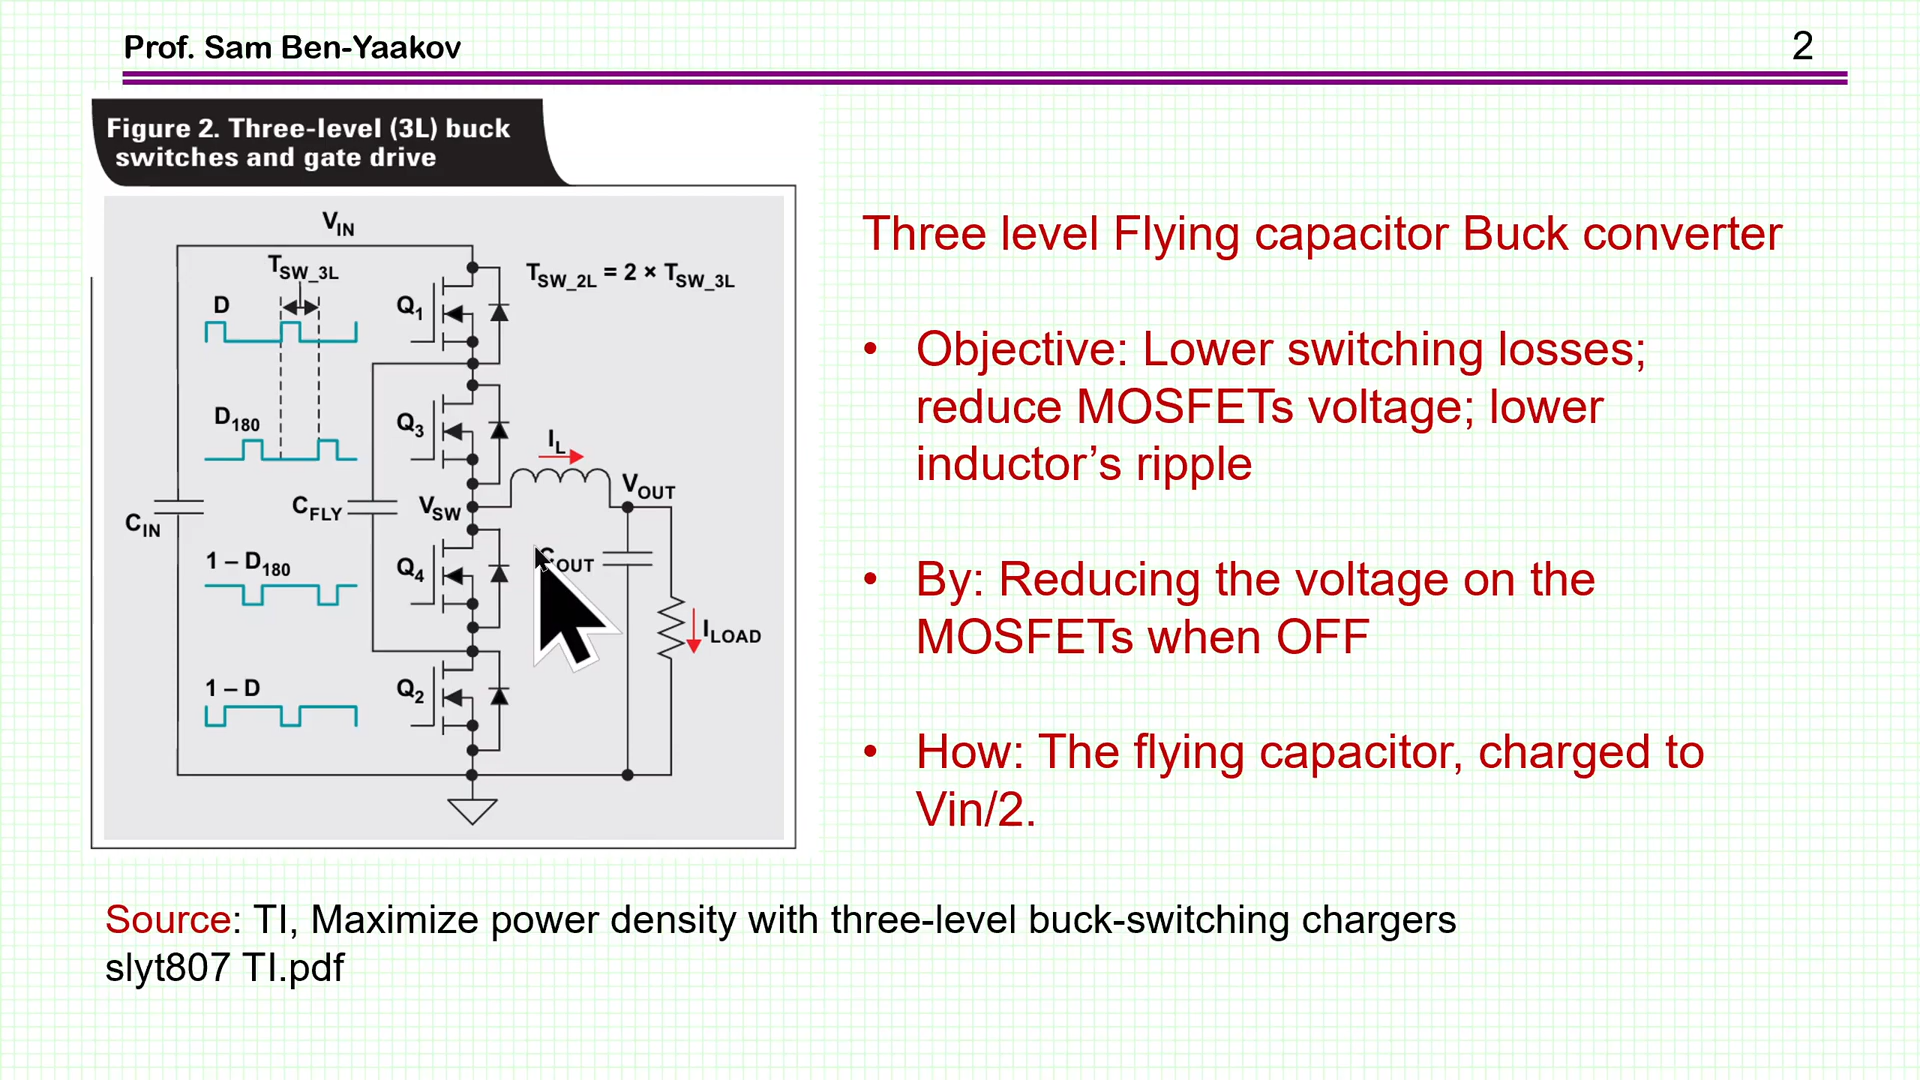 Prof. Sam Ben-Yaakov
2
Figure 2. Three-level (3L) buck
switches and gate drive
VIN
TSW_3L
TSW_2L = 2 × TSW_3L
D
Q1
D180
Q3
IL
VOUT
CIN
CFLY
VSW
1 – D180
Q4
OUT
ILOAD
1 – D
Q2
Three level Flying capacitor Buck converter
• Objective: Lower switching losses;
reduce MOSFETs voltage; lower
inductor’s ripple
• By: Reducing the voltage on the
MOSFETs when OFF
• How: The flying capacitor, charged to
Vin/2.
Source: TI, Maximize power density with three-level buck-switching chargers
slyt807 TI.pdf